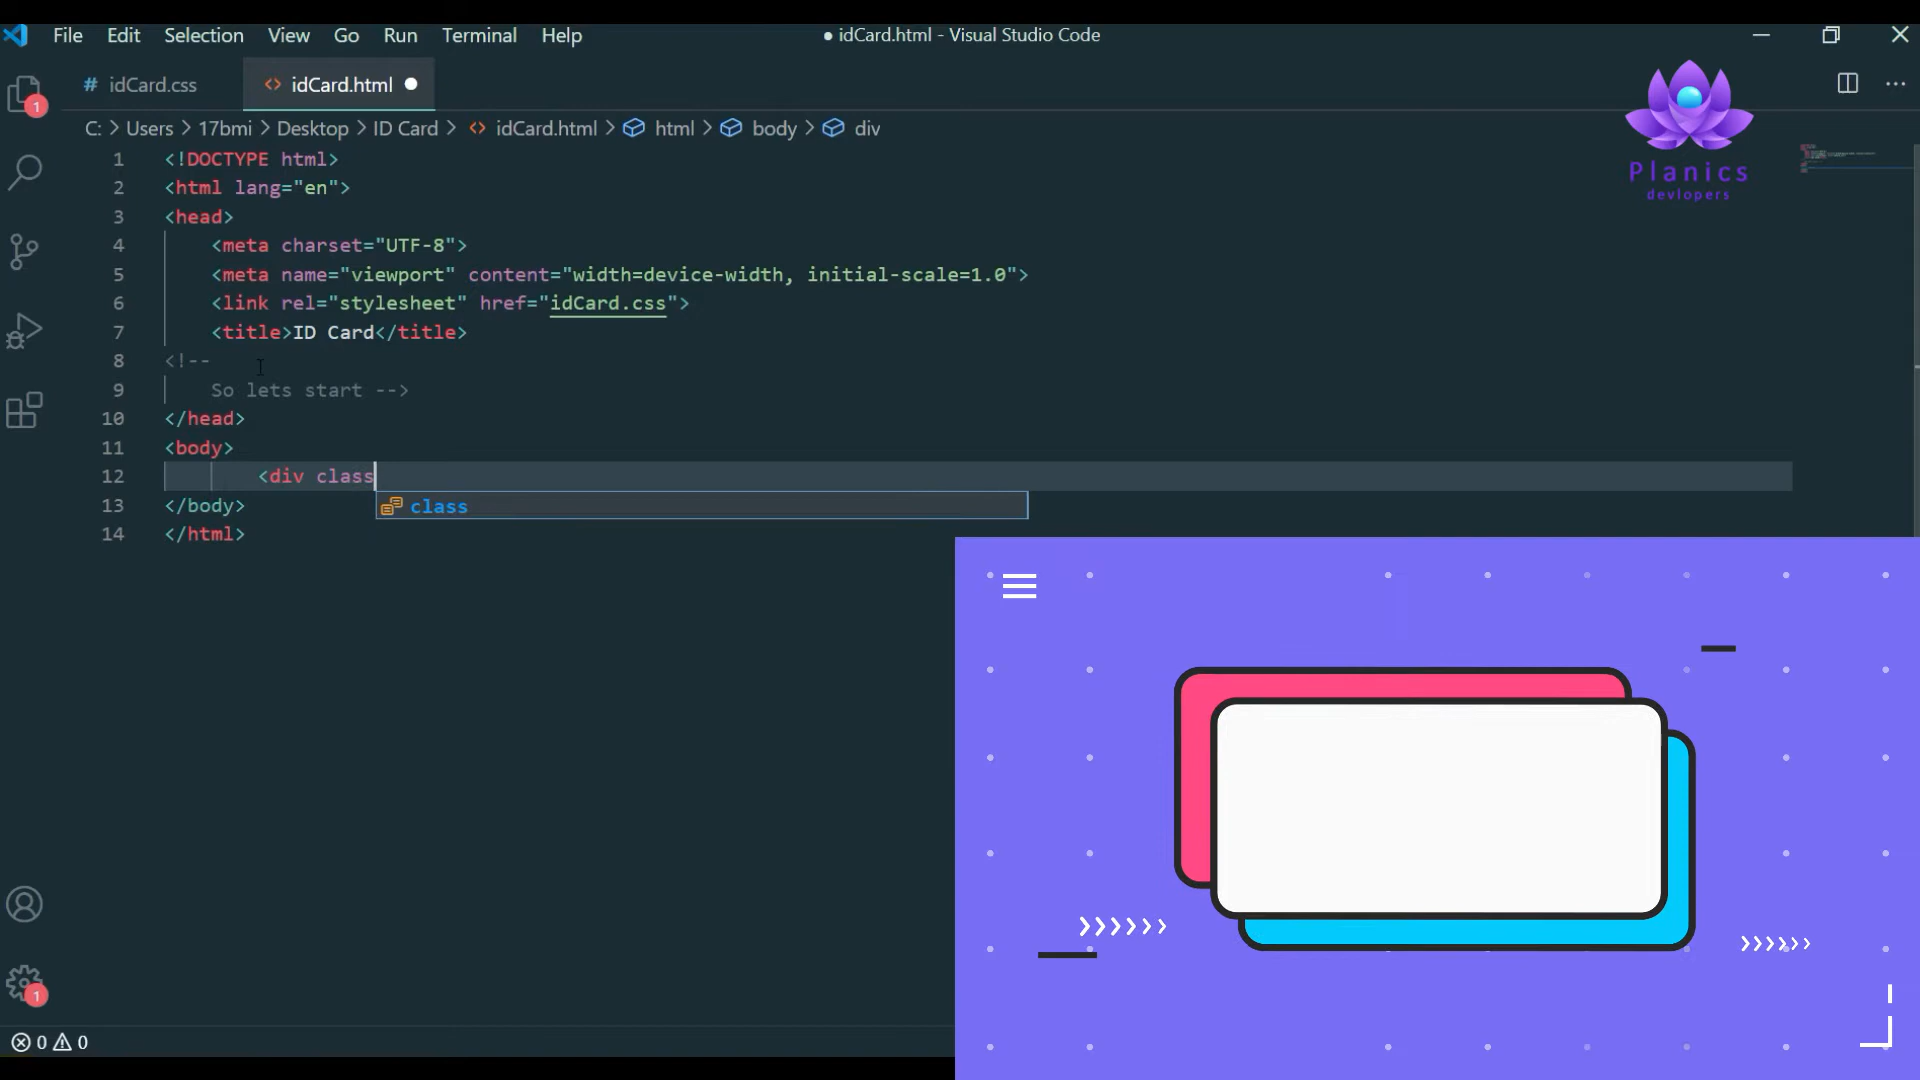 File Edit Selection View Go Run Terminal Help ● idCard.html - Visual Studio Code
# idCard.css <> idCard.html ●
Planics
devlopers
1
C: > Users > 17bmi > Desktop > ID Card > <> idCard.html > html > body > div
1 <!DOCTYPE html>
2 <html lang="en">
3 <head>
4 <meta charset="UTF-8">
5 <meta name="viewport" content="width=device-width, initial-scale=1.0">
6 <link rel="stylesheet" href="idCard.css">
7 <title>ID Card</title>
8 <!--
9 So lets start -->
10 </head>
11 <body>
12 <div class
class
13 </body>
14 </html>
1
0 0